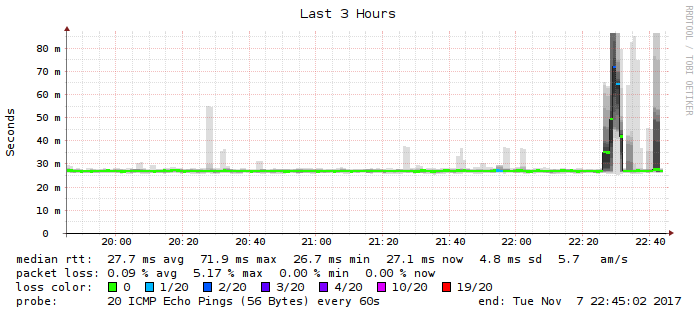 Last 3 Hours
RRDTOOL / TOBI OETIKER
Seconds
80 m
70 m
60 m
50 m
40 m
30 m
20 m
10 m
0
20:00 20:20 20:40 21:00 21:20 21:40 22:00 22:20 22:40
median rtt: 27.7 ms avg 71.9 ms max 26.7 ms min 27.1 ms now 4.8 ms sd 5.7 am/s
packet loss: 0.09 % avg 5.17 % max 0.00 % min 0.00 % now
loss color: 0 1/20 2/20 3/20 4/20 10/20 19/20
probe: 20 ICMP Echo Pings (56 Bytes) every 60s end: Tue Nov 7 22:45:02 2017